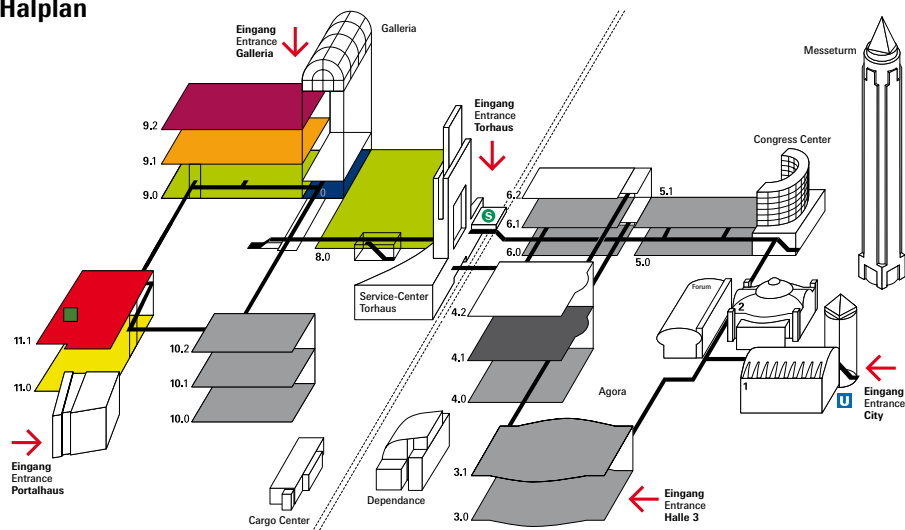 Halplan
Eingang
Entrance
Galleria
Galleria
Messeturm
Eingang
Entrance
Torhaus
Congress Center
9.2
9.1
9.0
0
8.0
S
6.2
6.1
6.0
5.1
5.0
Service-Center
Torhaus
4
4.2
4.1
4.0
Forum
2
1
U
Agora
11.1
11.0
10.2
10.1
10.0
Eingang
Entrance
City
Eingang
Entrance
Portalhaus
Cargo Center
Dependance
3.1
3.0
Eingang
Entrance
Halle 3